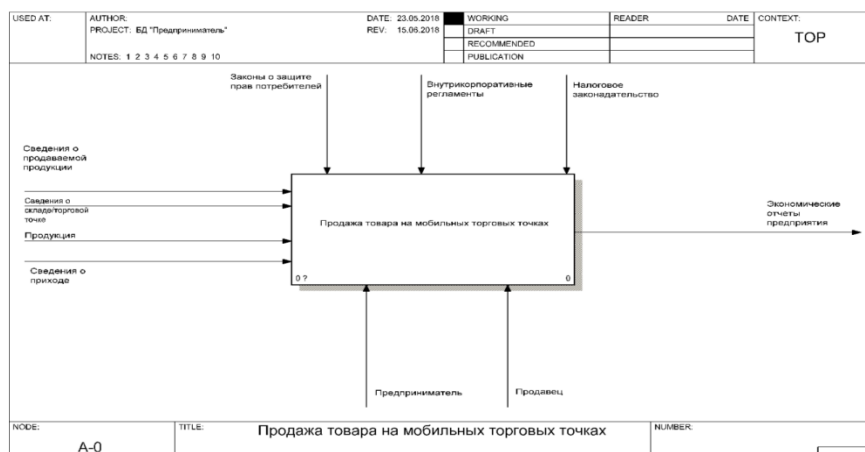 USED AT:
AUTHOR:
DATE: 23.05.2018
WORKING
READER
DATE
CONTEXT:
PROJECT: БД "Предприниматель"
REV: 15.06.2018
DRAFT
TOP
RECOMMENDED
NOTES: 1 2 3 4 5 6 7 8 9 10
PUBLICATION
Законы о защите
прав потребителей
Внутрикорпоративные
регламенты
Налоговое
законадательство
Сведения о
продаваемой
продукции
Сведения о
складе/торговой
точке
Продукция
Сведения о
приходе
Продажа товара на мобильных торговых точках
0 ?
0
Экономические
отчеты
предприятия
Предприниматель
Продавец
NODE:
TITLE:
Продажа товара на мобильных торговых точках
NUMBER:
A-0